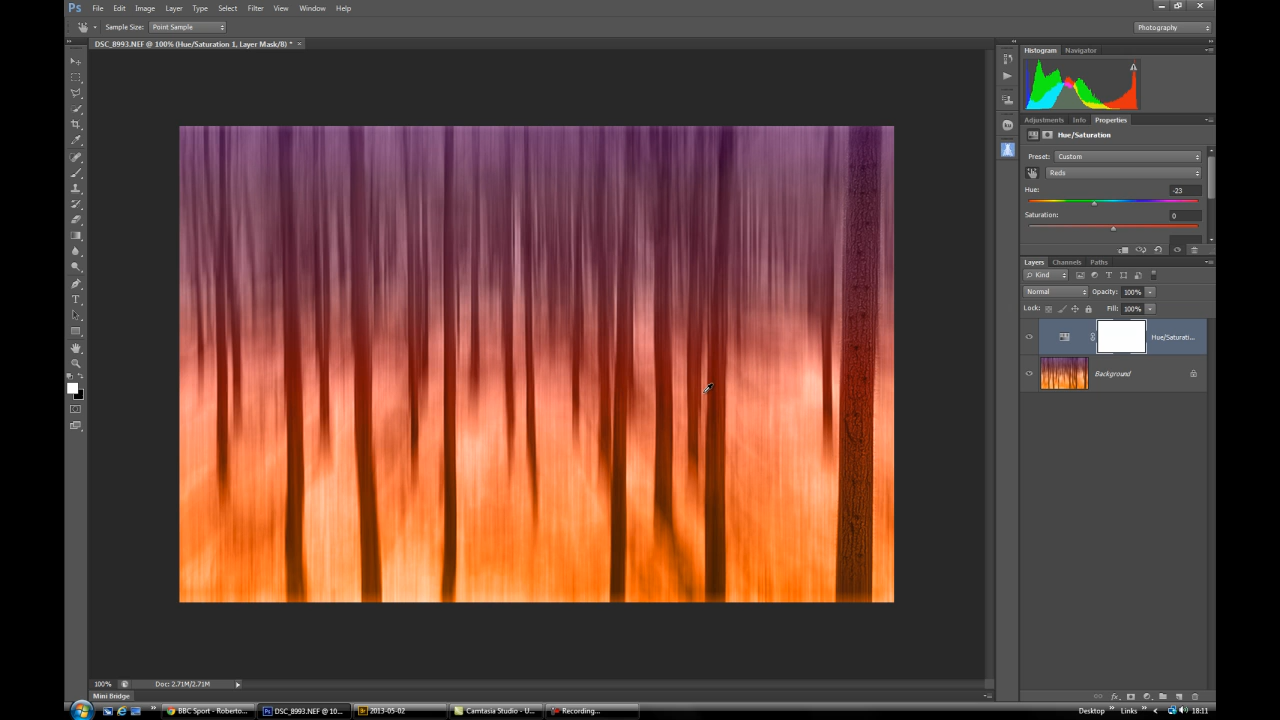 Ps File Edit Image Layer Type Select Filter View Window Help
Sample Size: Point Sample Photography
DSC_8993.NEF @ 100% (Hue/Saturation 1, Layer Mask/8) * ×
Histogram Navigator
Adjustments Info Properties
Hue/Saturation
Preset: Custom
Reds
Hue: -23
Saturation: 0
Layers Channels Paths
Kind
Normal Opacity: 100%
Lock: Fill: 100%
Hue/Saturati...
Background
100% Doc: 2.71M/2.71M
Mini Bridge
BBC Sport - Roberto... DSC_8993.NEF @ 10... 2013-05-02 Camtasia Studio - U... Recording... Desktop Links 18:11